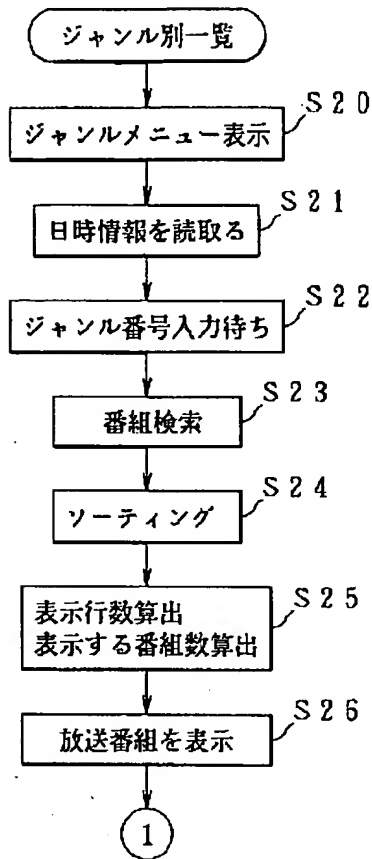 ジャンル別一覧
S20
ジャンルメニュー表示
S21
日時情報を読取る
S22
ジャンル番号入力待ち
S23
番組検索
S24
ソーティング
S25
表示行数算出
表示する番組数算出
S26
放送番組を表示
1